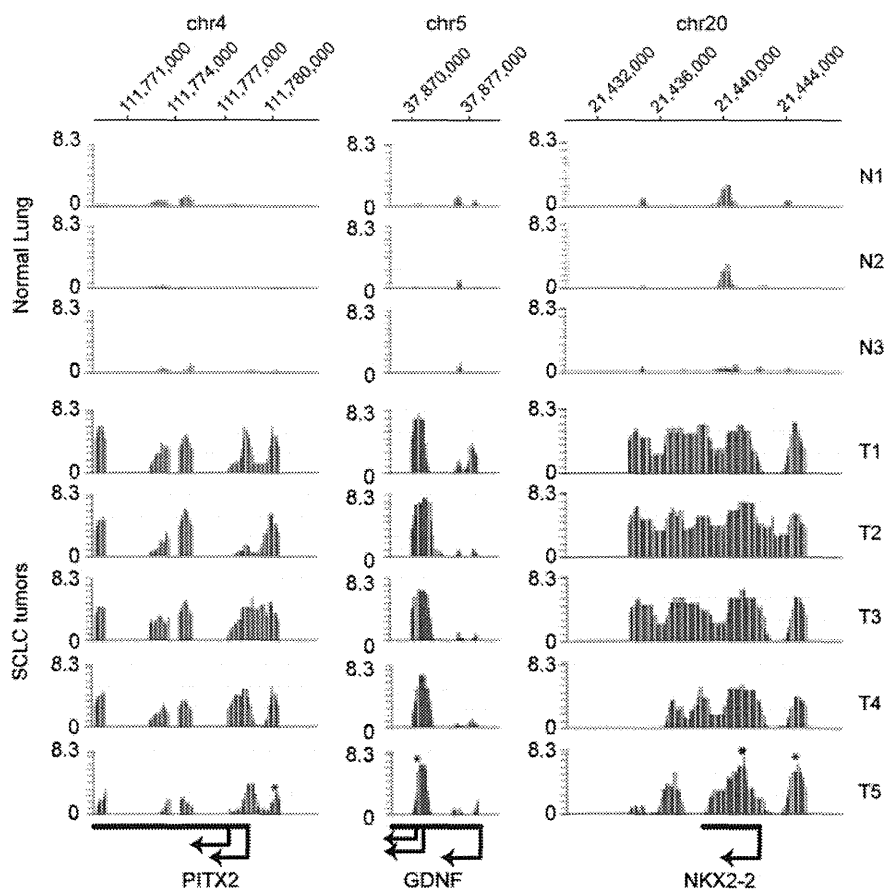 chr4 chr5 chr20
111,771,000 111,774,000 111,777,000 111,780,000 37,870,000 37,877,000 21,432,000 21,436,000 21,440,000 21,444,000
Normal Lung
8.3 8.3 8.3
0 0 0 N1
8.3 8.3 8.3
0 0 0 N2
8.3 8.3 8.3
0 0 0 N3
SCLC tumors
8.3 8.3 8.3
0 0 0 T1
8.3 8.3 8.3
0 0 0 T2
8.3 8.3 8.3
0 0 0 T3
8.3 8.3 8.3
0 0 0 T4
8.3 8.3 8.3
* * * *
0 0 0 T5
PITX2 GDNF NKX2-2